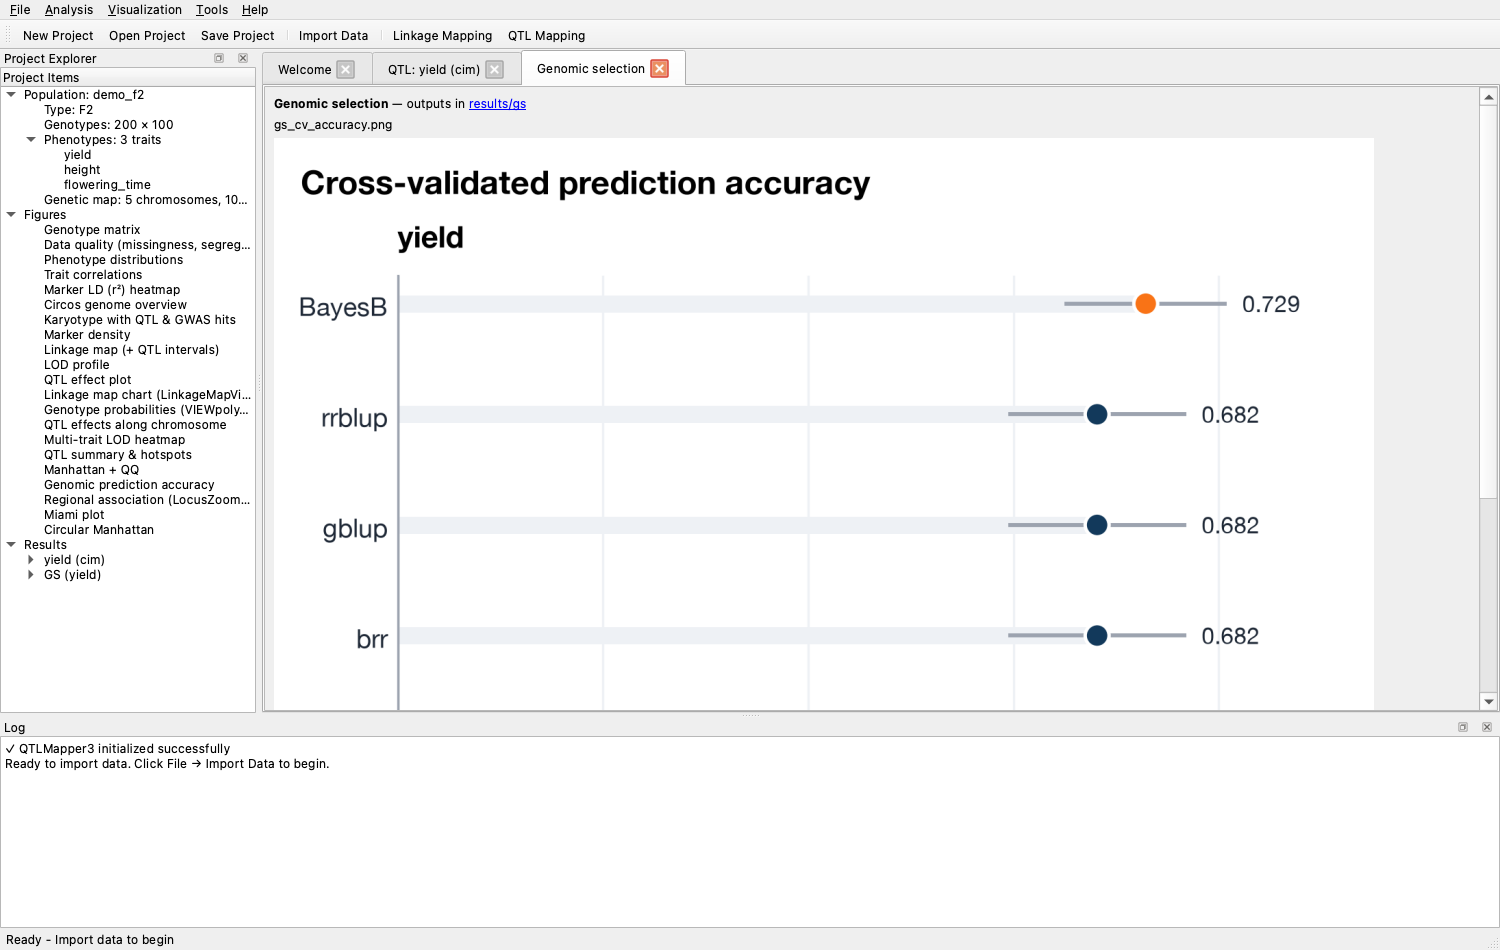 File Analysis Visualization Tools Help
New Project Open Project Save Project Import Data Linkage Mapping QTL Mapping
Project Explorer
Project Items
Population: demo_f2
Type: F2
Genotypes: 200 × 100
Phenotypes: 3 traits
yield
height
flowering_time
Genetic map: 5 chromosomes, 10...
Figures
Genotype matrix
Data quality (missingness, segreg...
Phenotype distributions
Trait correlations
Marker LD (r²) heatmap
Circos genome overview
Karyotype with QTL & GWAS hits
Marker density
Linkage map (+ QTL intervals)
LOD profile
QTL effect plot
Linkage map chart (LinkageMapVi...
Genotype probabilities (VIEWpoly...
QTL effects along chromosome
Multi-trait LOD heatmap
QTL summary & hotspots
Manhattan + QQ
Genomic prediction accuracy
Regional association (LocusZoom...
Miami plot
Circular Manhattan
Results
yield (cim)
GS (yield)
Welcome QTL: yield (cim) Genomic selection
Genomic selection — outputs in results/gs
gs_cv_accuracy.png
Cross-validated prediction accuracy
yield
BayesB 0.729
rrblup 0.682
gblup 0.682
brr 0.682
Log
✓ QTLMapper3 initialized successfully
Ready to import data. Click File → Import Data to begin.
Ready - Import data to begin